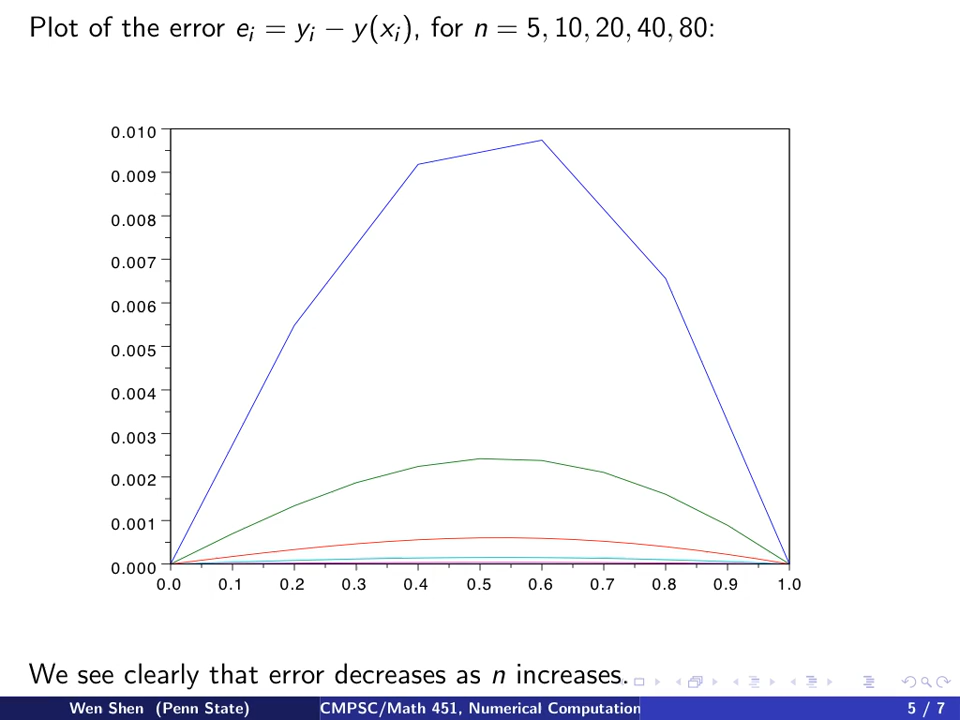 Plot of the error eᵢ = yᵢ − y(xᵢ), for n = 5, 10, 20, 40, 80:
0.010
0.009
0.008
0.007
0.006
0.005
0.004
0.003
0.002
0.001
0.000
0.0 0.1 0.2 0.3 0.4 0.5 0.6 0.7 0.8 0.9 1.0
We see clearly that error decreases as n increases.
Wen Shen (Penn State) CMPSC/Math 451, Numerical Computation 5 / 7